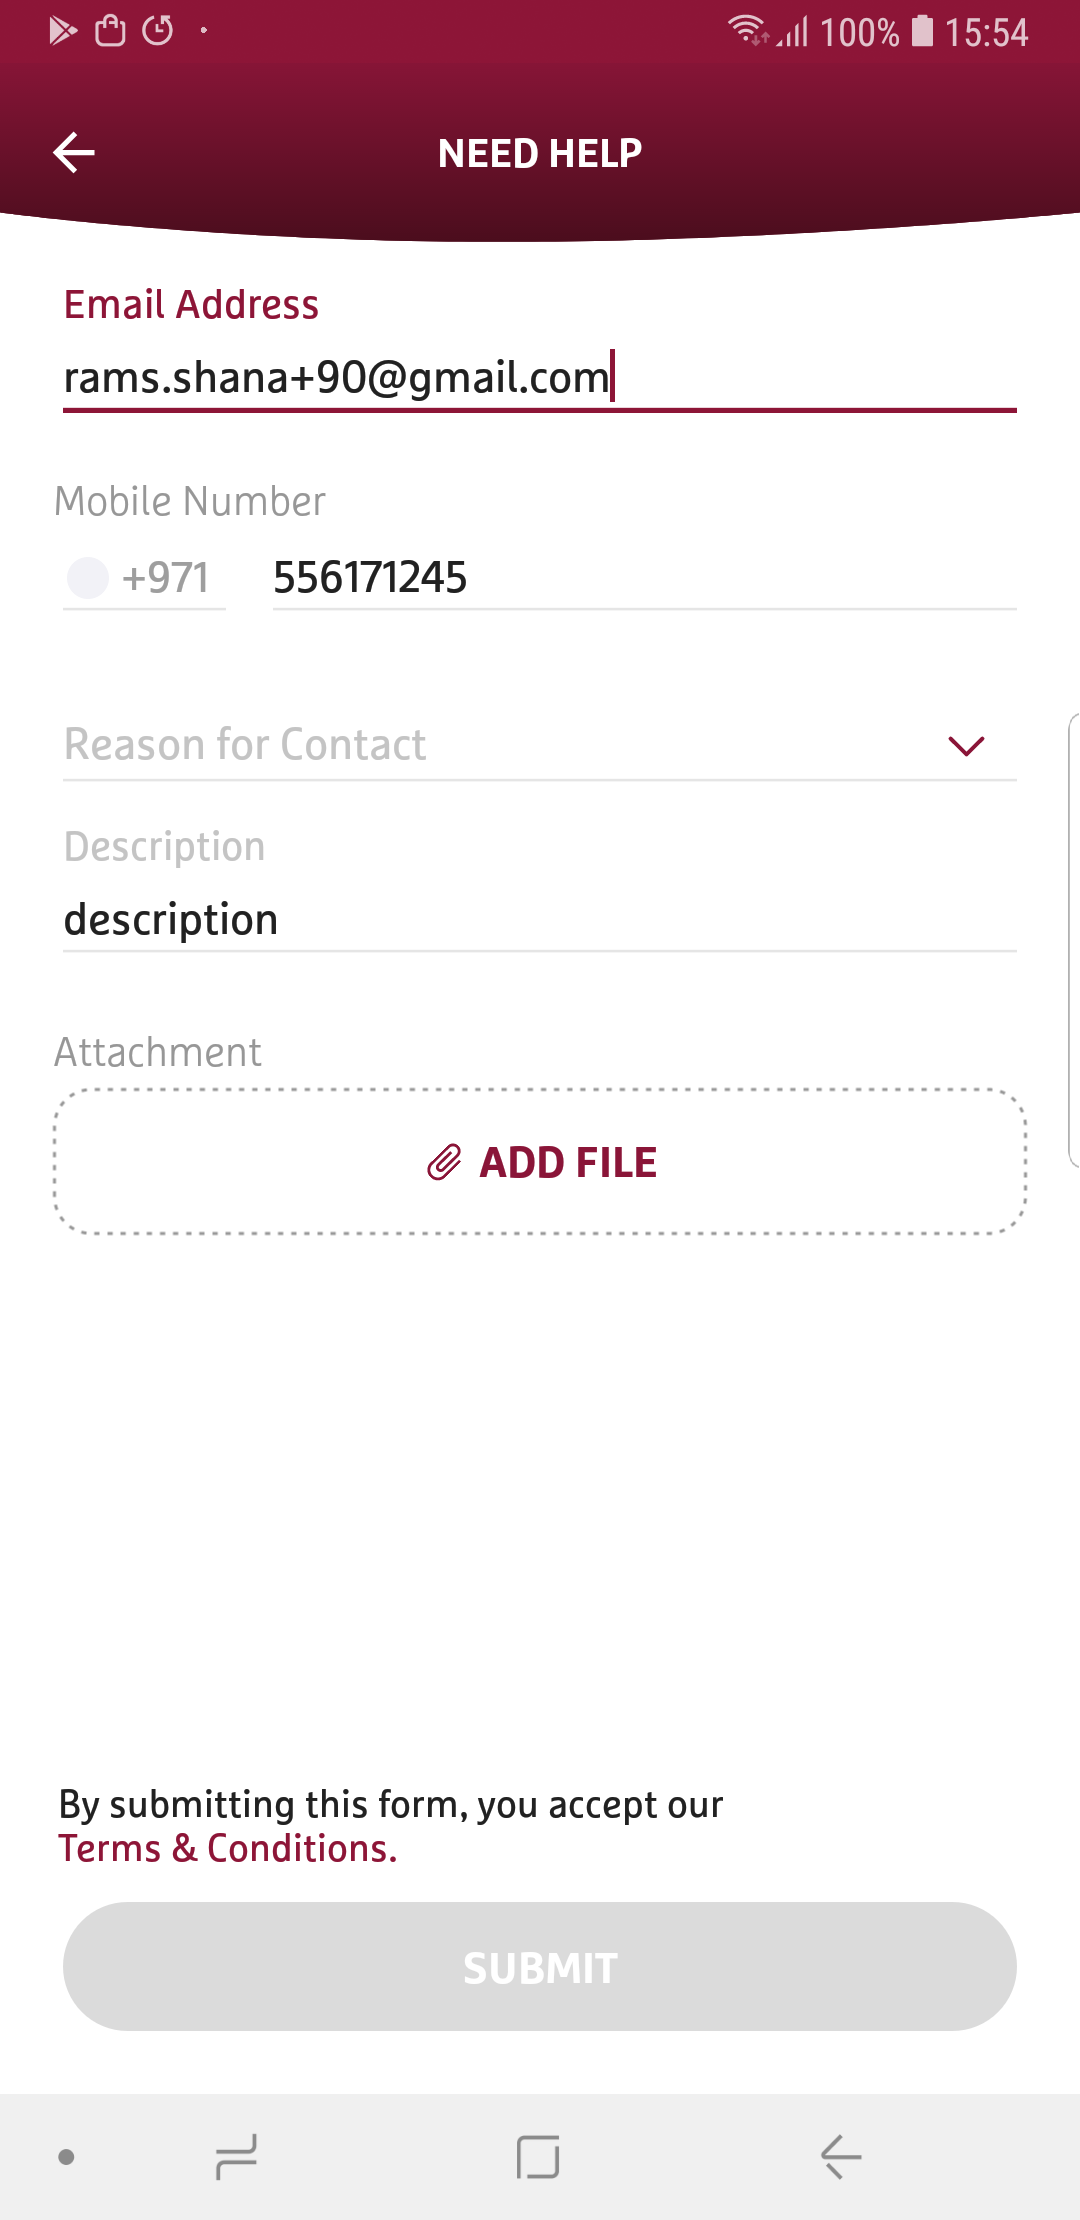 100% 15:54
NEED HELP
Email Address
rams.shana+90@gmail.com
Mobile Number
+971 556171245
Reason for Contact
Description
description
Attachment
ADD FILE
By submitting this form, you accept our
Terms & Conditions.
SUBMIT